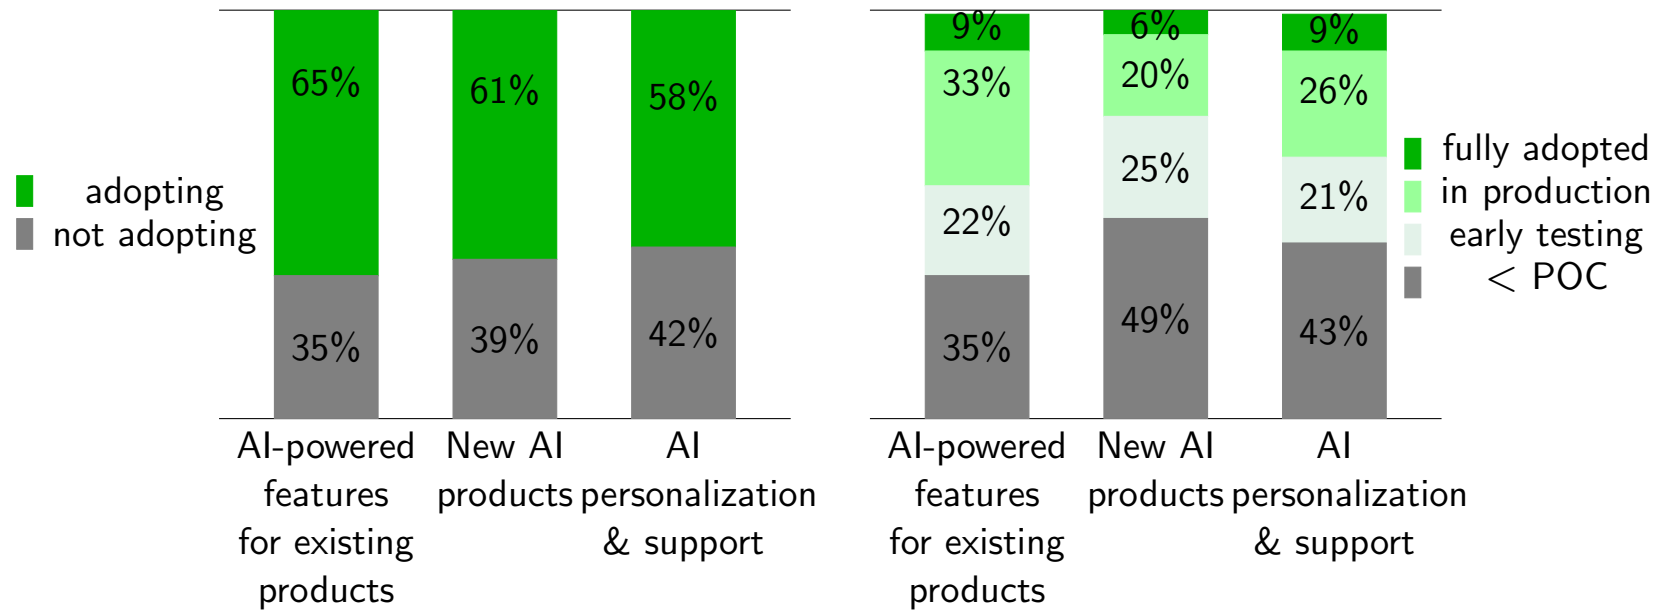 65%
61%
58%
35%
39%
42%
adopting
not adopting
AI-powered
features
for existing
products
New AI
products
AI
personalization
& support
9%
6%
9%
33%
20%
26%
22%
25%
21%
35%
49%
43%
fully adopted
in production
early testing
< POC
AI-powered
features
for existing
products
New AI
products
AI
personalization
& support